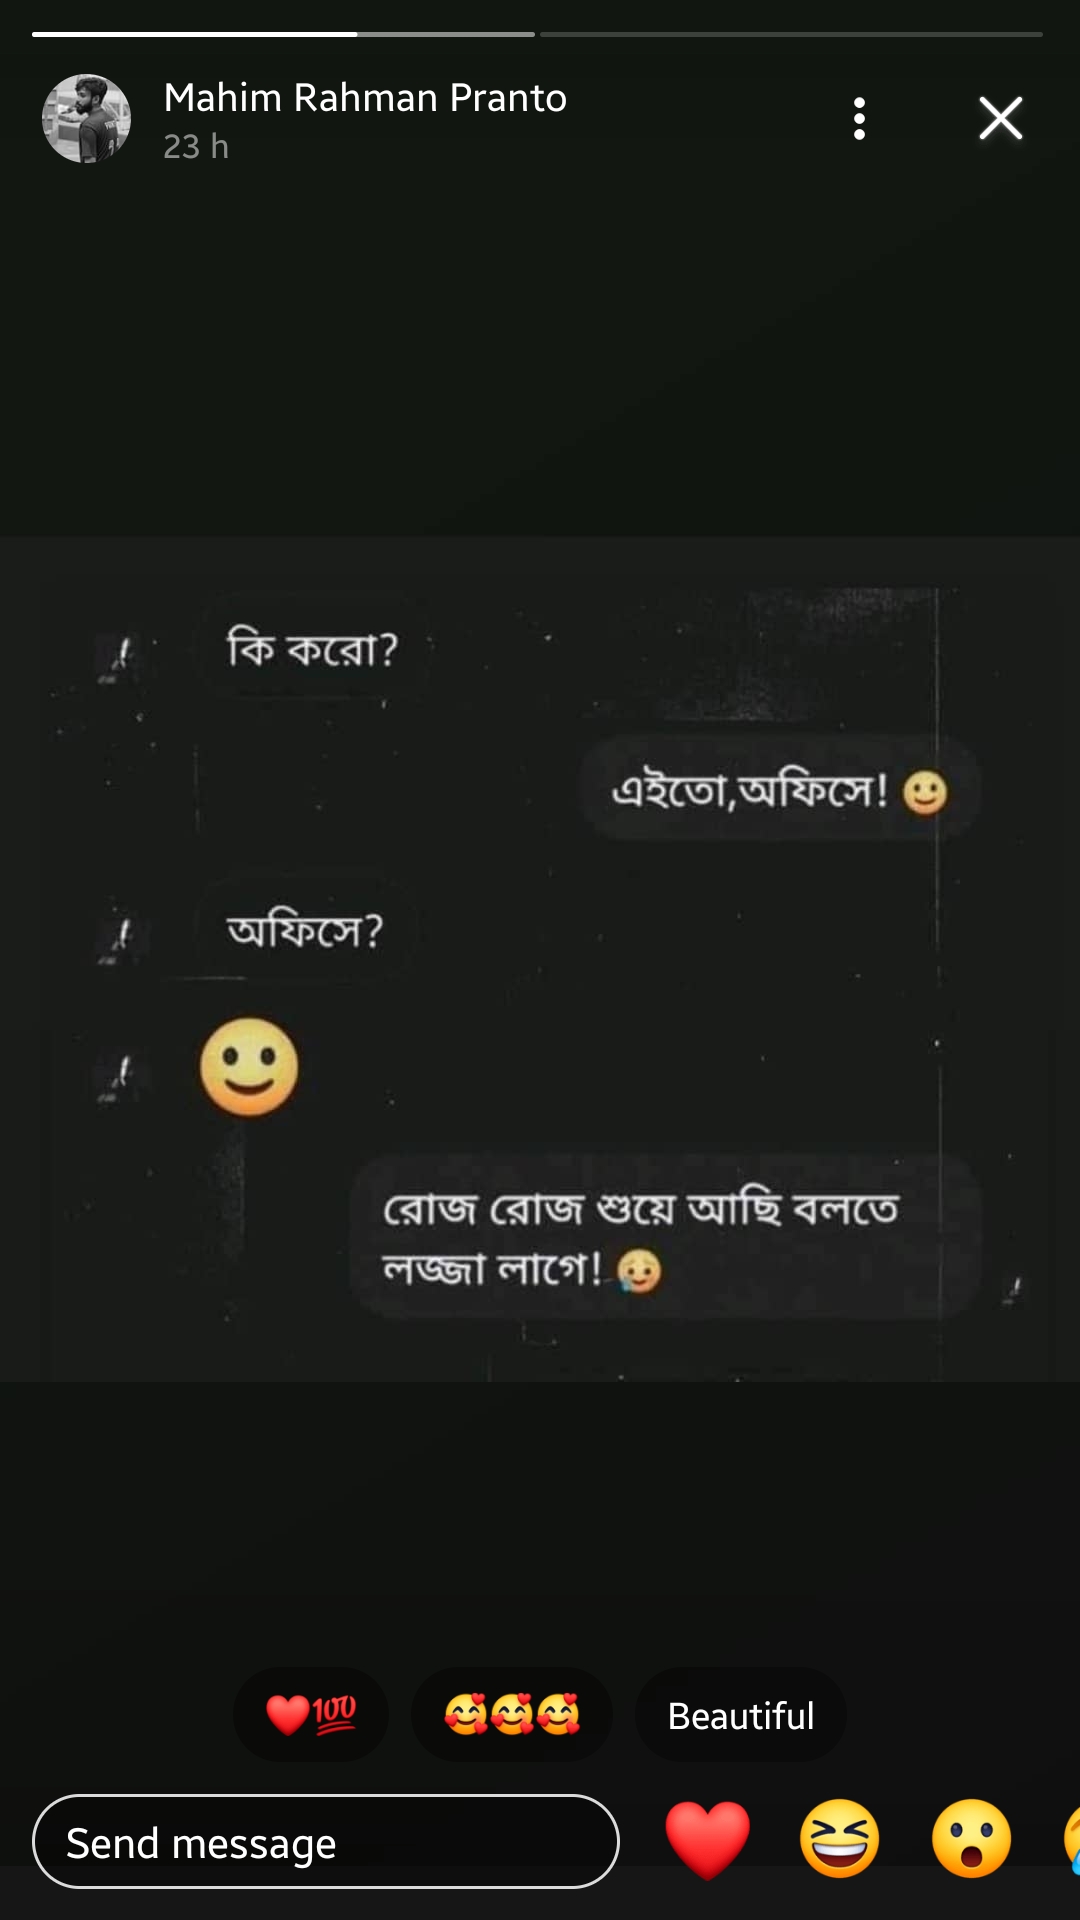 Mahim Rahman Pranto
23 h
কি করো?
এইতো,অফিসে! 🙂
অফিসে?
🙂
রোজ রোজ শুয়ে আছি বলতে
লজ্জা লাগে! 🥲
❤️💯 🥰🥰🥰 Beautiful
Send message